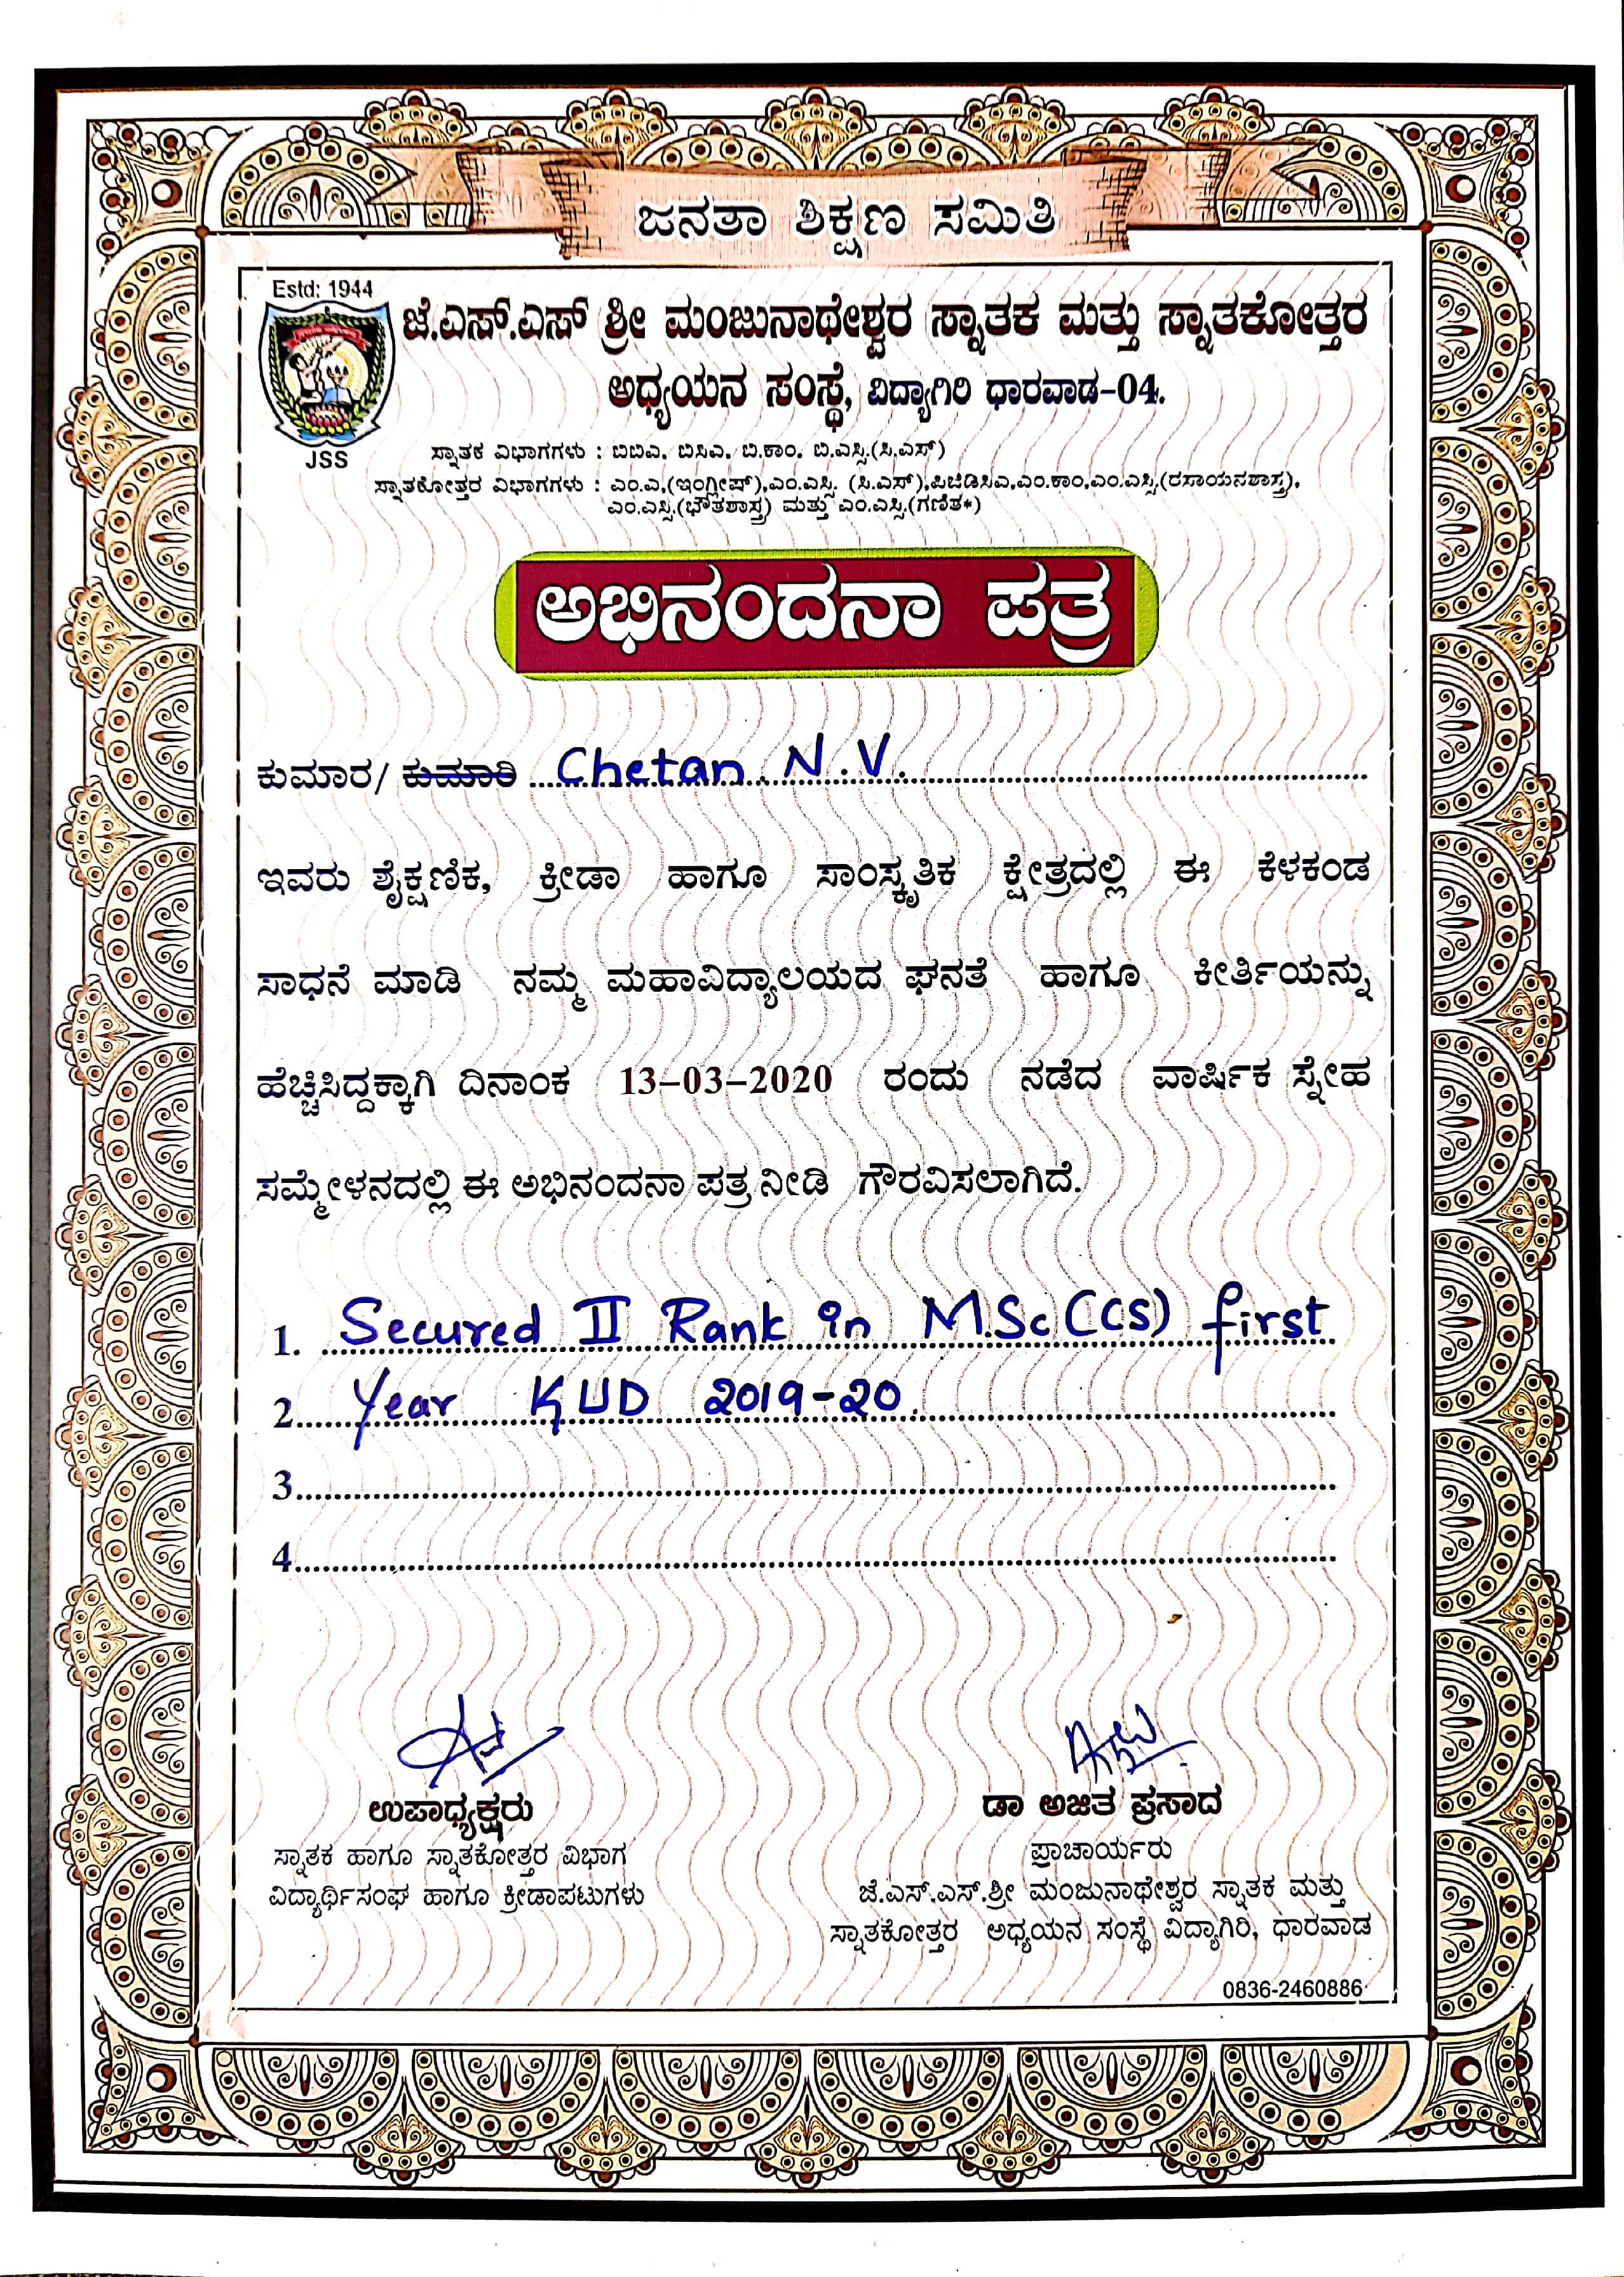 ಜನತಾ ಶಿಕ್ಷಣ ಸಮಿತಿ
Estd: 1944
JSS
ಜೆ.ಎಸ್.ಎಸ್ ಶ್ರೀ ಮಂಜುನಾಥೇಶ್ವರ ಸ್ನಾತಕ ಮತ್ತು ಸ್ನಾತಕೋತ್ತರ
ಅಧ್ಯಯನ ಸಂಸ್ಥೆ, ವಿದ್ಯಾಗಿರಿ ಧಾರವಾಡ-04.
ಸ್ನಾತಕ ವಿಭಾಗಗಳು : ಬಿಬಿಎ, ಬಿಸಿಎ, ಬಿ.ಕಾಂ, ಬಿ.ಎಸ್ಸಿ.(ಸಿ.ಎಸ್)
ಸ್ನಾತಕೋತ್ತರ ವಿಭಾಗಗಳು : ಎಂ.ಎ,(ಇಂಗ್ಲೀಷ್),ಎಂ.ಎಸ್ಸಿ. (ಸಿ.ಎಸ್),ಪಿಜಿಡಿಸಿಎ,ಎಂ.ಕಾಂ,ಎಂ.ಎಸ್ಸಿ.(ರಸಾಯನಶಾಸ್ತ್ರ),
ಎಂ.ಎಸ್ಸಿ.(ಭೌತಶಾಸ್ತ್ರ) ಮತ್ತು ಎಂ.ಎಸ್ಸಿ.(ಗಣಿತ*)
ಅಭಿನಂದನಾ ಪತ್ರ
ಕುಮಾರ/ ಕುಮಾರಿ Chetan N.V.
ಇವರು ಶೈಕ್ಷಣಿಕ, ಕ್ರೀಡಾ ಹಾಗೂ ಸಾಂಸ್ಕೃತಿಕ ಕ್ಷೇತ್ರದಲ್ಲಿ ಈ ಕೆಳಕಂಡ
ಸಾಧನೆ ಮಾಡಿ ನಮ್ಮ ಮಹಾವಿದ್ಯಾಲಯದ ಘನತೆ ಹಾಗೂ ಕೀರ್ತಿಯನ್ನು
ಹೆಚ್ಚಿಸಿದ್ದಕ್ಕಾಗಿ ದಿನಾಂಕ 13-03-2020 ರಂದು ನಡೆದ ವಾರ್ಷಿಕ ಸ್ನೇಹ
ಸಮ್ಮೇಳನದಲ್ಲಿ ಈ ಅಭಿನಂದನಾ ಪತ್ರ ನೀಡಿ ಗೌರವಿಸಲಾಗಿದೆ.
1. Secured II Rank in M.Sc (CS) first
2. Year KUD 2019-20.
3.
4.
ಉಪಾಧ್ಯಕ್ಷರು
ಸ್ನಾತಕ ಹಾಗೂ ಸ್ನಾತಕೋತ್ತರ ವಿಭಾಗ
ವಿದ್ಯಾರ್ಥಿಸಂಘ ಹಾಗೂ ಕ್ರೀಡಾಪಟುಗಳು
ಡಾ ಅಜಿತ ಪ್ರಸಾದ
ಪ್ರಾಚಾರ್ಯರು
ಜೆ.ಎಸ್.ಎಸ್.ಶ್ರೀ ಮಂಜುನಾಥೇಶ್ವರ ಸ್ನಾತಕ ಮತ್ತು
ಸ್ನಾತಕೋತ್ತರ ಅಧ್ಯಯನ ಸಂಸ್ಥೆ ವಿದ್ಯಾಗಿರಿ, ಧಾರವಾಡ
0836-2460886